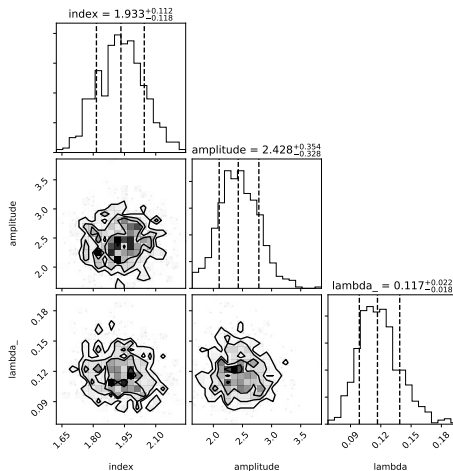 index = 1.933+0.112 −0.118
amplitude = 2.428+0.354 −0.328
lambda_ = 0.117+0.022 −0.018
amplitude
3.5
3.0
2.5
2.0
lambda_
0.18
0.15
0.12
0.09
1.65 1.80 1.95 2.10
2.0 2.5 3.0 3.5
0.09 0.12 0.15 0.18
index amplitude lambda